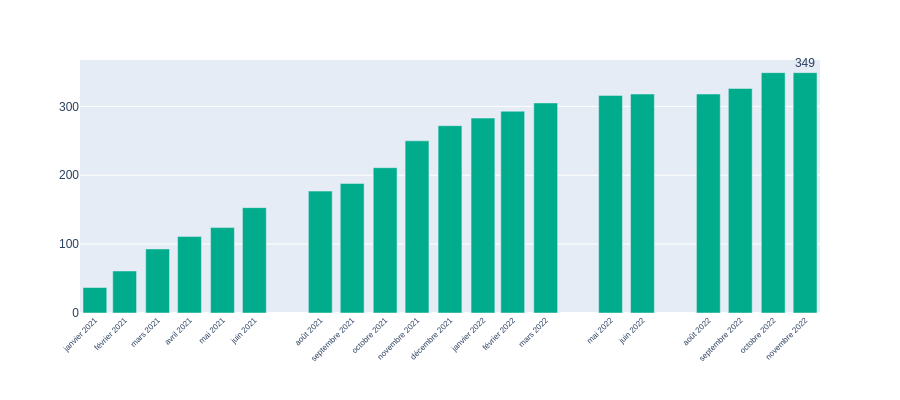 349
300
200
100
0
janvier 2021
février 2021
mars 2021
avril 2021
mai 2021
juin 2021
août 2021
septembre 2021
octobre 2021
novembre 2021
décembre 2021
janvier 2022
février 2022
mars 2022
mai 2022
juin 2022
août 2022
septembre 2022
octobre 2022
novembre 2022